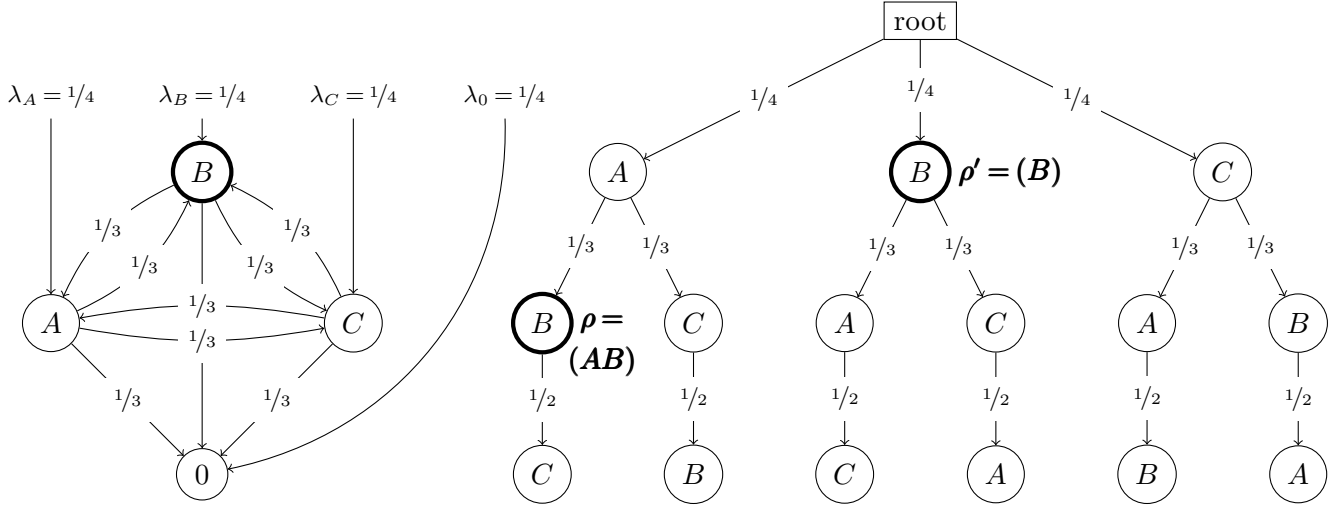 root
λ_A = 1/4 λ_B = 1/4 λ_C = 1/4 λ_0 = 1/4
1/4 1/4 1/4
B A B ρ′ = (B) C
1/3 1/3 1/3 1/3
1/3 1/3 1/3 1/3 1/3 1/3
1/3
A C B ρ = C A C A B
1/3
(AB)
1/3 1/3 1/2 1/2 1/2 1/2 1/2 1/2
0 C B C A B A